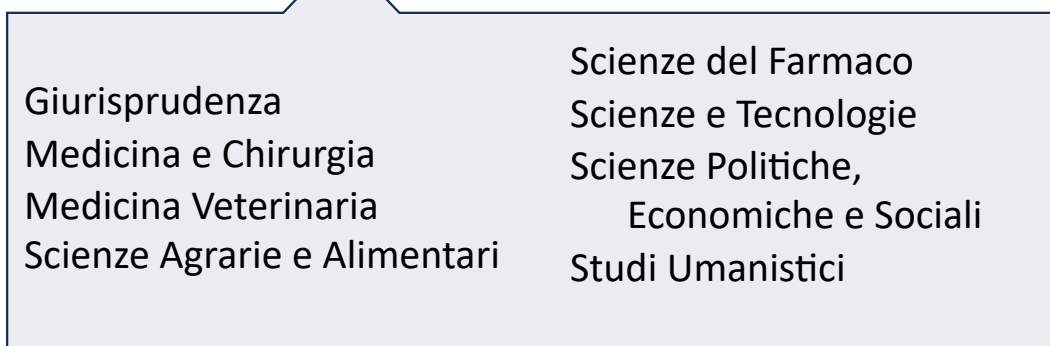 Giurisprudenza
Medicina e Chirurgia
Medicina Veterinaria
Scienze Agrarie e Alimentari
Scienze del Farmaco
Scienze e Tecnologie
Scienze Politiche,
Economiche e Sociali
Studi Umanistici